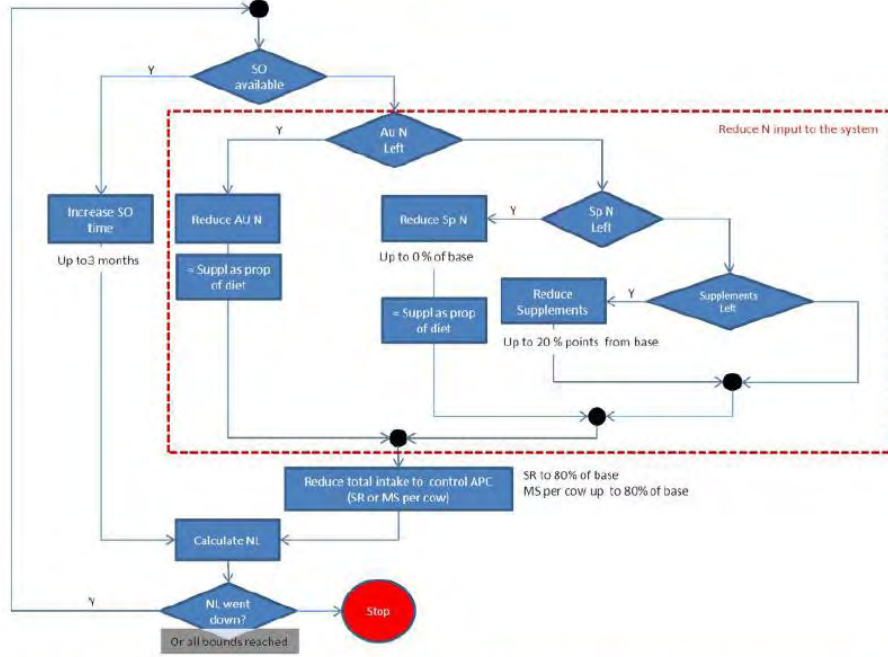 SO
available
Y
Au N
Left
Y
Reduce N input to the system
Increase SO
time
Up to 3 months
Reduce AU N
= Suppl as prop
of diet
Reduce Sp N
Y
Sp N
Left
Up to 0 % of base
= Suppl as prop
of diet
Reduce
Supplements
Y
Supplements
Left
Up to 20 % points from base
Reduce total intake to control APC
(SR or MS per cow)
SR to 80% of base
MS per cow up to 80% of base
Calculate NL
Y
NL went
down?
Or all bounds reached
Stop